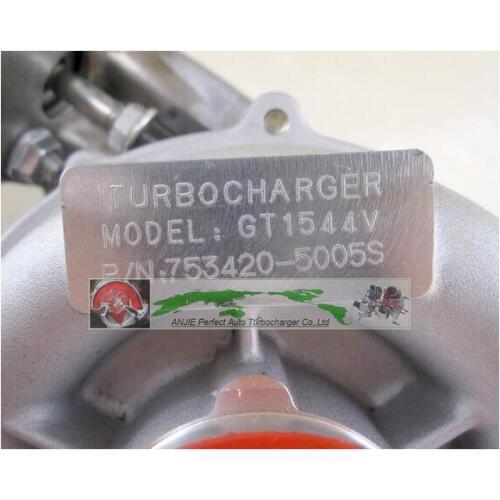 TURBOCHARGER
MODEL: GT1544V
P/N:753420-5005S
ANJIE Perfect Auto Turbocharger Co.,Ltd